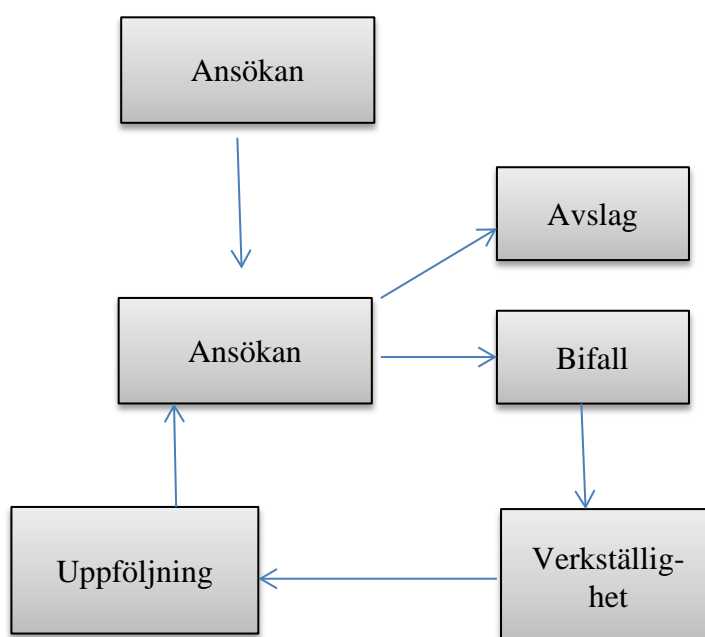 Ansökan
Avslag
Ansökan
Bifall
Uppföljning
Verkställig-
het